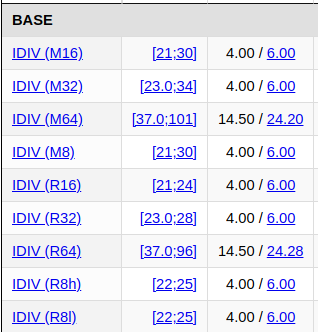 BASE
IDIV (M16) [21;30] 4.00 / 6.00
IDIV (M32) [23.0;34] 4.00 / 6.00
IDIV (M64) [37.0;101] 14.50 / 24.20
IDIV (M8) [21;30] 4.00 / 6.00
IDIV (R16) [21;24] 4.00 / 6.00
IDIV (R32) [23.0;28] 4.00 / 6.00
IDIV (R64) [37.0;96] 14.50 / 24.28
IDIV (R8h) [22;25] 4.00 / 6.00
IDIV (R8l) [22;25] 4.00 / 6.00